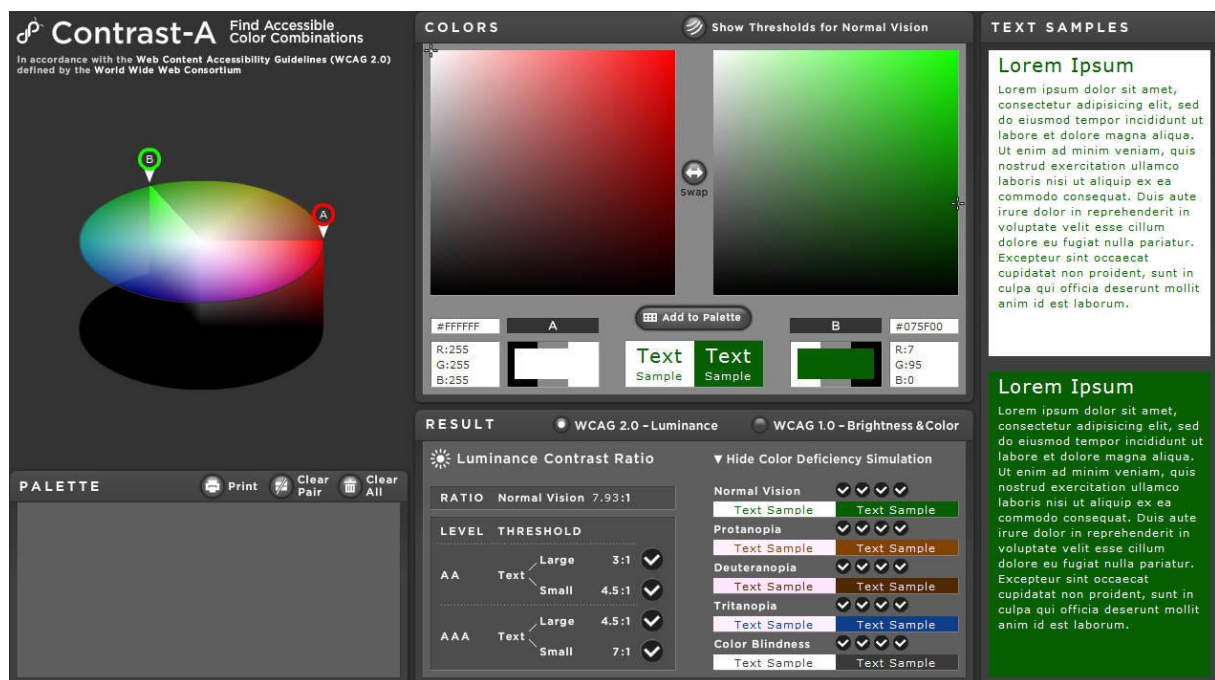 Contrast-A
Find Accessible
Color Combinations
In accordance with the Web Content Accessibility Guidelines (WCAG 2.0)
defined by the World Wide Web Consortium
B
A
PALETTE
Print
Clear
Pair
Clear
All
COLORS
Show Thresholds for Normal Vision
Swap
Add to Palette
#FFFFFF
A
B
#075F00
R:255
G:255
B:255
Text
Sample
Text
Sample
R:7
G:95
B:0
RESULT
WCAG 2.0 – Luminance
WCAG 1.0 – Brightness & Color
Luminance Contrast Ratio
RATIO Normal Vision 7.93:1
LEVEL THRESHOLD
AA
Text
Large 3:1
Small 4.5:1
AAA
Text
Large 4.5:1
Small 7:1
▼ Hide Color Deficiency Simulation
Normal Vision
Text Sample Text Sample
Protanopia
Text Sample Text Sample
Deuteranopia
Text Sample Text Sample
Tritanopia
Text Sample Text Sample
Color Blindness
Text Sample Text Sample
TEXT SAMPLES
Lorem Ipsum
Lorem ipsum dolor sit amet,
consectetur adipisicing elit, sed
do eiusmod tempor incididunt ut
labore et dolore magna aliqua.
Ut enim ad minim veniam, quis
nostrud exercitation ullamco
laboris nisi ut aliquip ex ea
commodo consequat. Duis aute
irure dolor in reprehenderit in
voluptate velit esse cillum
dolore eu fugiat nulla pariatur.
Excepteur sint occaecat
cupidatat non proident, sunt in
culpa qui officia deserunt mollit
anim id est laborum.
Lorem Ipsum
Lorem ipsum dolor sit amet,
consectetur adipisicing elit, sed
do eiusmod tempor incididunt ut
labore et dolore magna aliqua.
Ut enim ad minim veniam, quis
nostrud exercitation ullamco
laboris nisi ut aliquip ex ea
commodo consequat. Duis aute
irure dolor in reprehenderit in
voluptate velit esse cillum
dolore eu fugiat nulla pariatur.
Excepteur sint occaecat
cupidatat non proident, sunt in
culpa qui officia deserunt mollit
anim id est laborum.